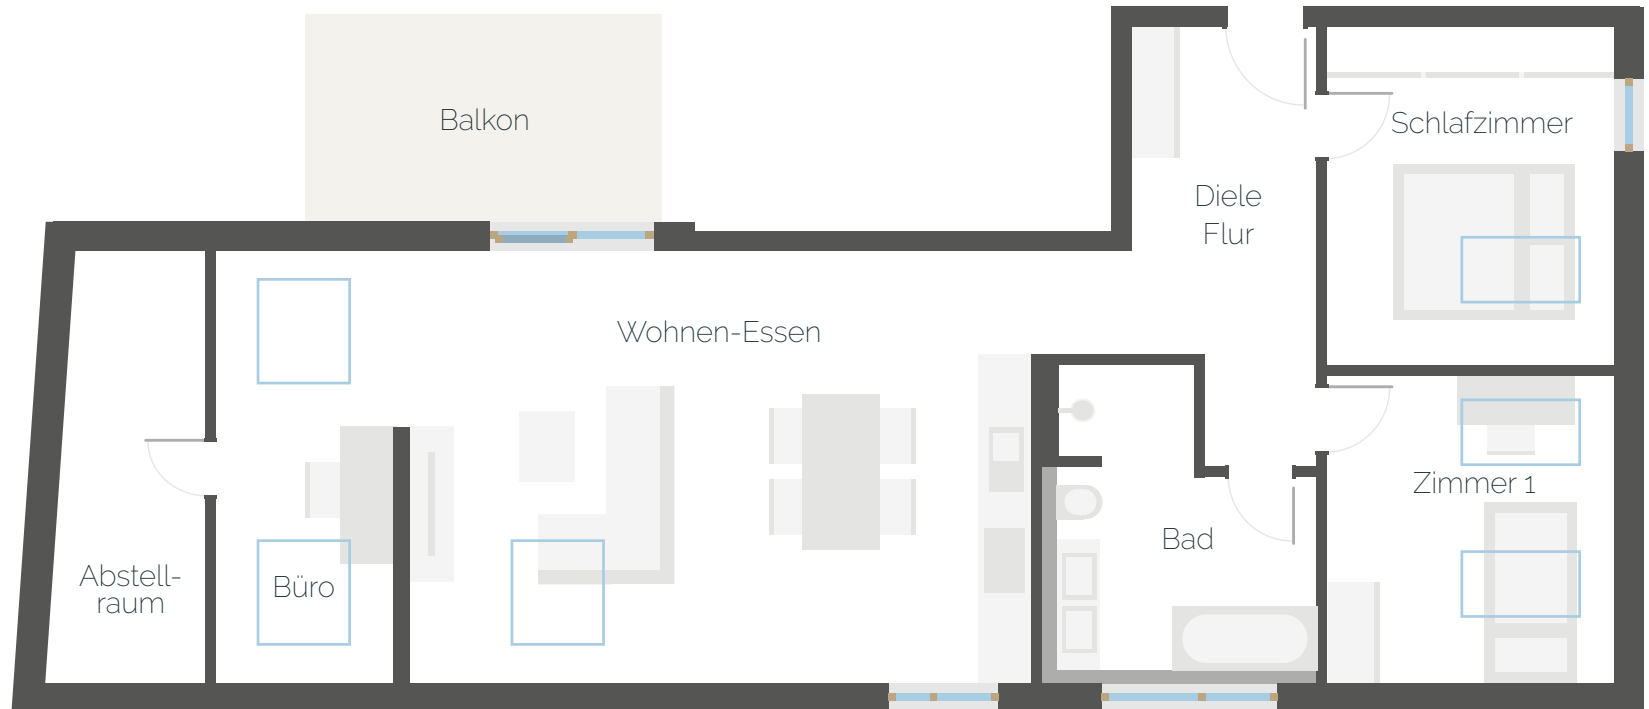 Balkon
Schlafzimmer
Diele
Flur
Wohnen-Essen
Zimmer 1
Bad
Abstell-
raum
Büro